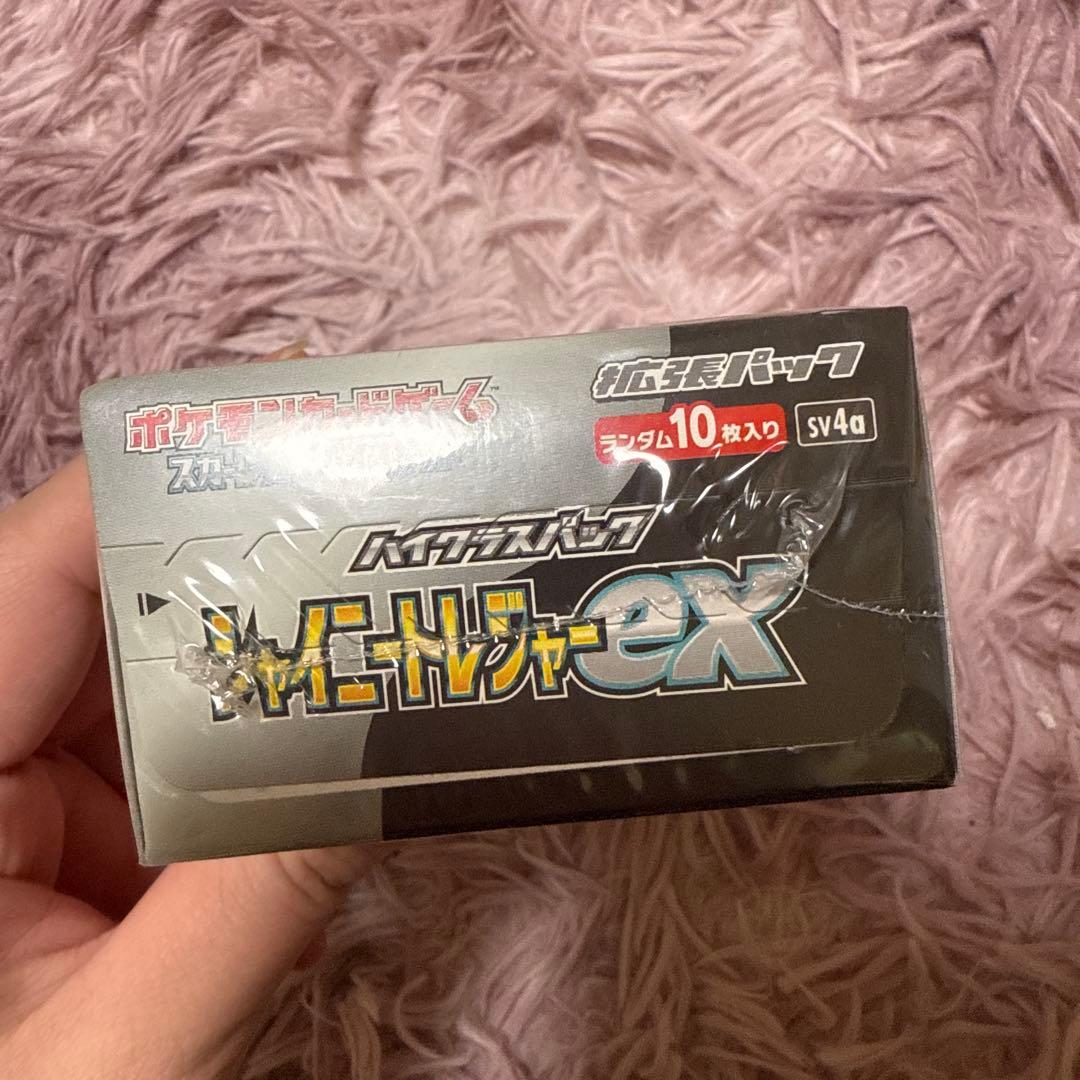 ポケモンカードゲーム™
拡張パック
ランダム10枚入り
SV4a
ハイクラスパック
シャイニートレジャーex